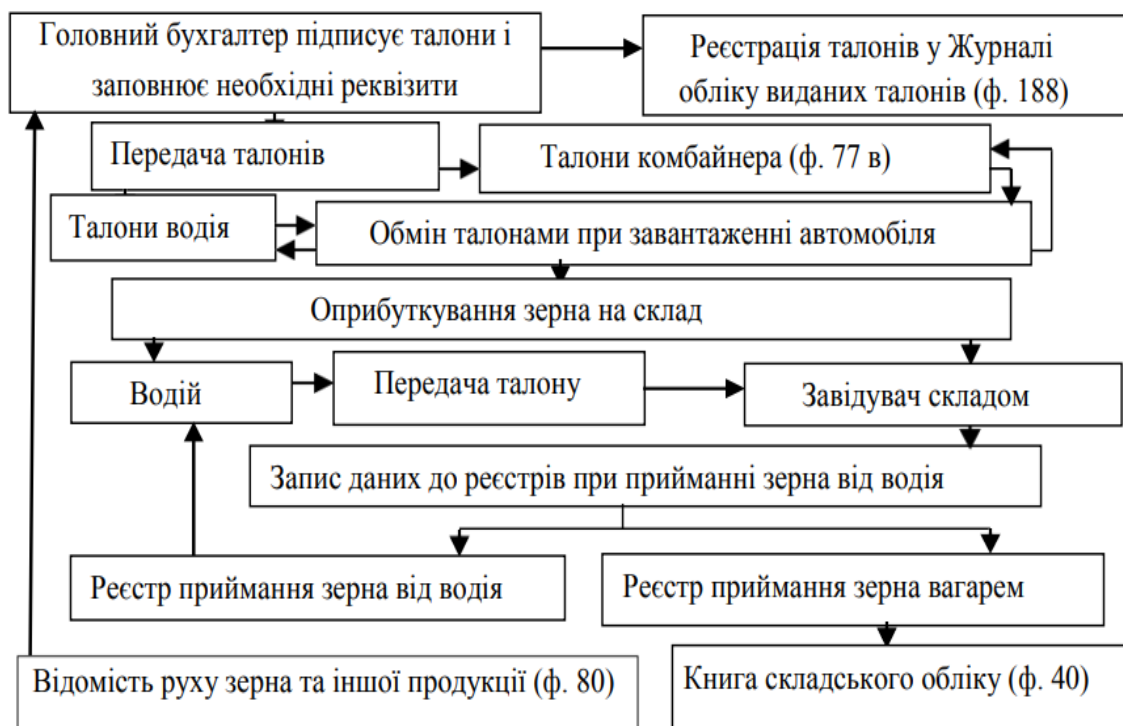 Головний бухгалтер підписує талони і
заповнює необхідні реквізити
Реєстрація талонів у Журналі
обліку виданих талонів (ф. 188)
Передача талонів
Талони комбайнера (ф. 77 в)
Талони водія
Обмін талонами при завантаженні автомобіля
Оприбуткування зерна на склад
Водій
Передача талону
Завідувач складом
Запис даних до реєстрів при прийманні зерна від водія
Реєстр приймання зерна від водія
Реєстр приймання зерна вагарем
Відомість руху зерна та іншої продукції (ф. 80)
Книга складського обліку (ф. 40)